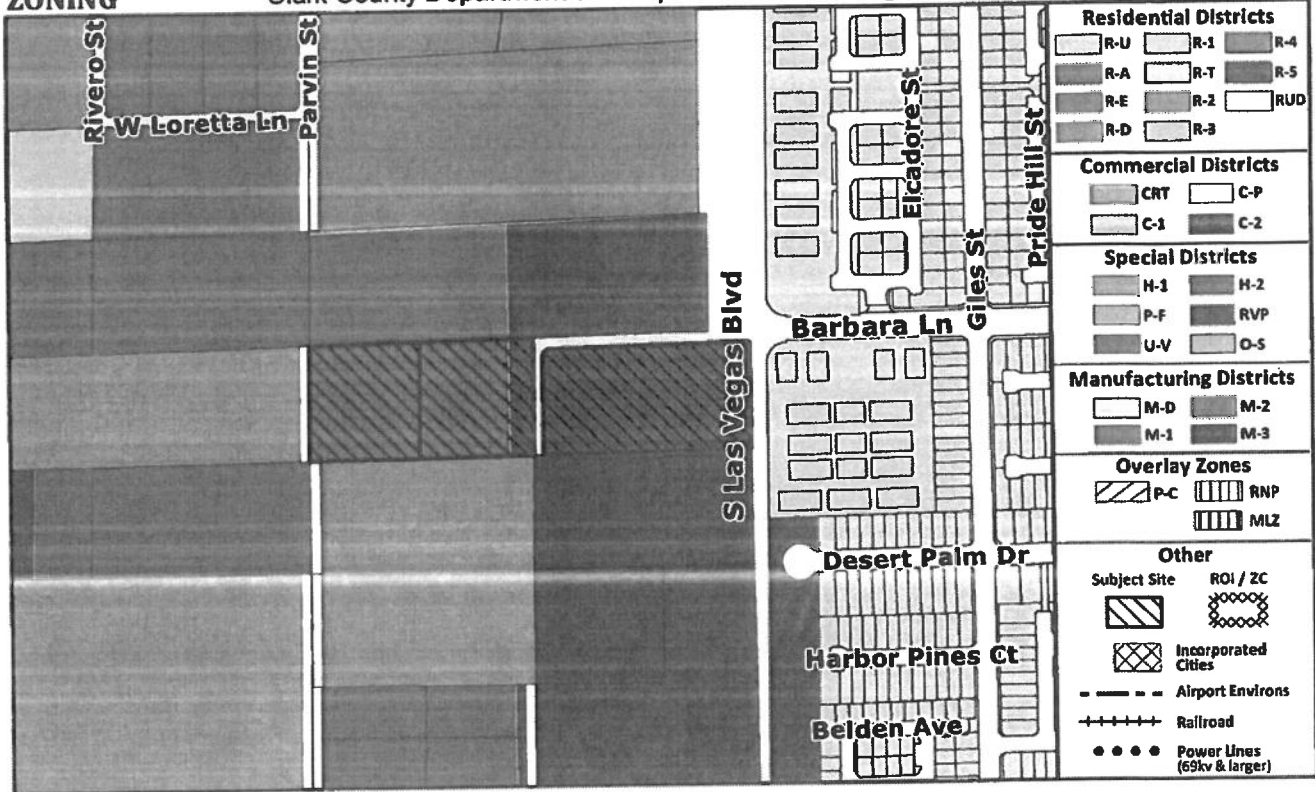 ZONING
Clark County Department
Rivero St
Parvin St
W Loretta Ln
Elcadore St
Pride Hill St
Giles St
Barbara Ln
S Las Vegas Blvd
Desert Palm Dr
Harbor Pines Ct
Belden Ave
Residential Districts
R-U R-1 R-4
R-A R-T R-5
R-E R-2 RUD
R-D R-3
Commercial Districts
CRT C-P
C-1 C-2
Special Districts
H-1 H-2
P-F RVP
U-V O-S
Manufacturing Districts
M-D M-2
M-1 M-3
Overlay Zones
P-C RNP
MLZ
Other
Subject Site ROI / ZC
Incorporated
Cities
Airport Environs
Railroad
Power Lines
(69kv & larger)